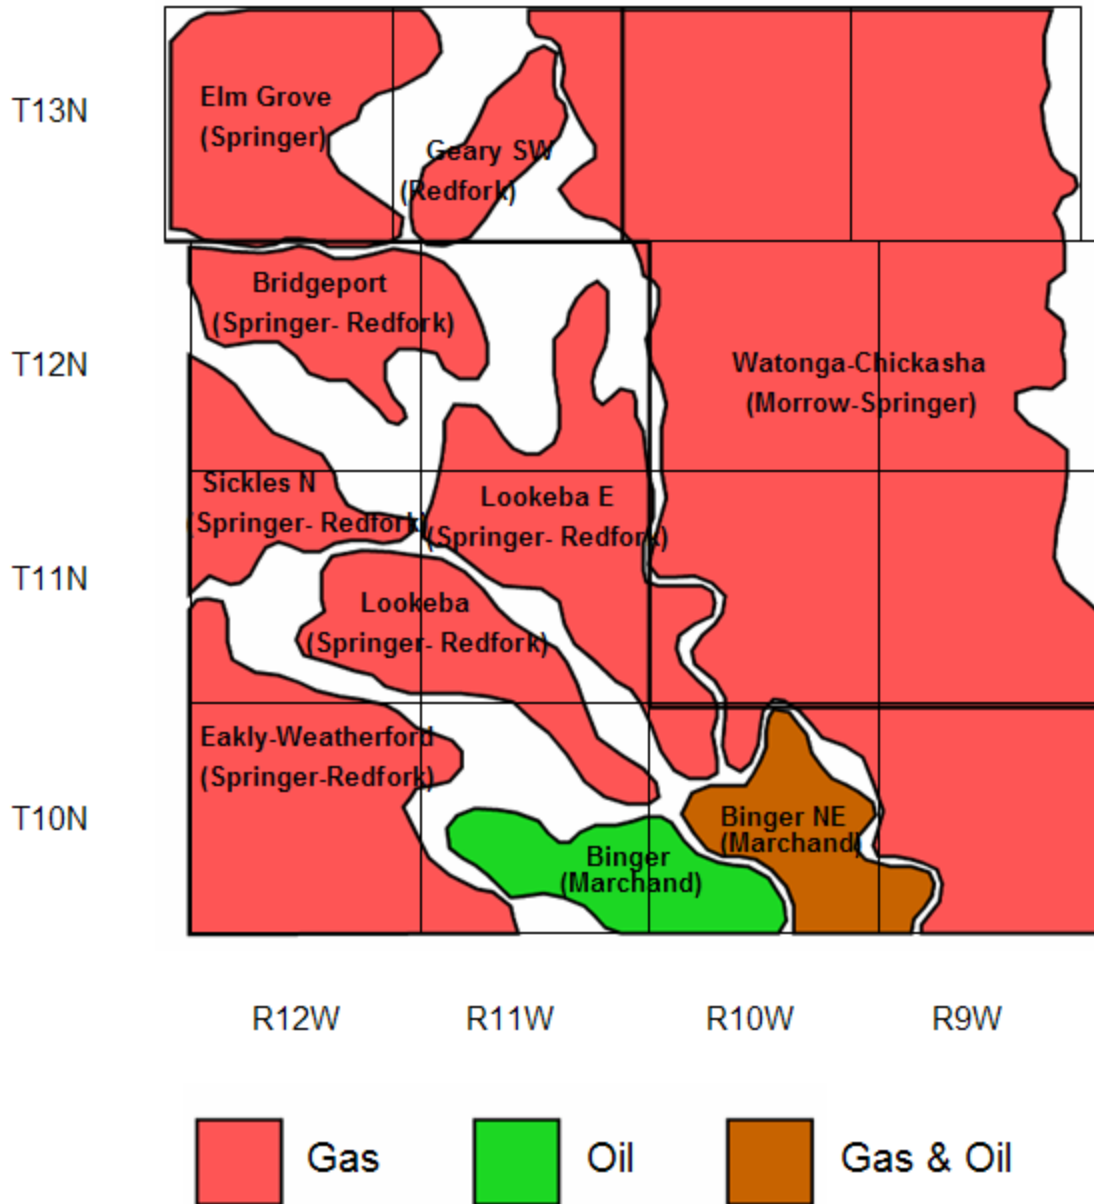 T13N
Elm Grove
(Springer)
Geary SW
(Redfork)
T12N
Bridgeport
(Springer- Redfork)
Watonga-Chickasha
(Morrow-Springer)
T11N
Sickles N
(Springer- Redfork)
Lookeba E
(Springer- Redfork)
Lookeba
(Springer- Redfork)
T10N
Eakly-Weatherford
(Springer-Redfork)
Binger NE
(Marchand)
Binger
(Marchand)
R12W
R11W
R10W
R9W
Gas
Oil
Gas & Oil